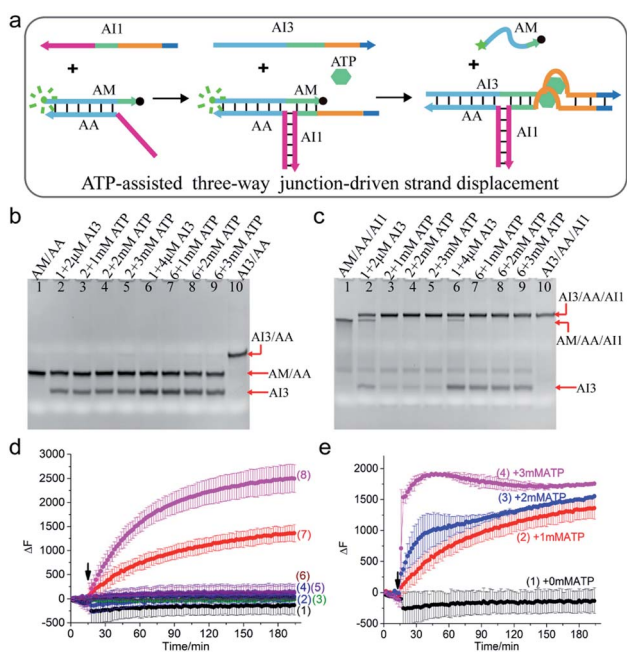 a
AI1 AI3 AM
ATP
AM AM AI3
AA AA AI1 AA AI1
ATP-assisted three-way junction-driven strand displacement
b
AM/AA 1+2μM AI3 2+1mM ATP 2+2mM ATP 2+3mM ATP 1+4μM AI3 6+1mM ATP 6+2mM ATP 6+3mM ATP AI3/AA
1 2 3 4 5 6 7 8 9 10
AI3/AA
AM/AA
AI3
c
AM/AA/AI1 1+2μM AI3 2+1mM ATP 2+2mM ATP 2+3mM ATP 1+4μM AI3 6+1mM ATP 6+2mM ATP 6+3mM ATP AI3/AA/AI1
1 2 3 4 5 6 7 8 9 10
AI3/AA/AI1
AM/AA/AI1
AI3
d
3000
2500
2000
1500
1000
500
0
-500
ΔF
(8)
(7)
(6)
(4)(5)
(2)(3)
(1)
0 30 60 90 120 150 180
Time/min
e
2000
1500
1000
500
0
-500
ΔF
(4) +3mMATP
(3) +2mMATP
(2) +1mMATP
(1) +0mMATP
0 30 60 90 120 150 180
Time/min